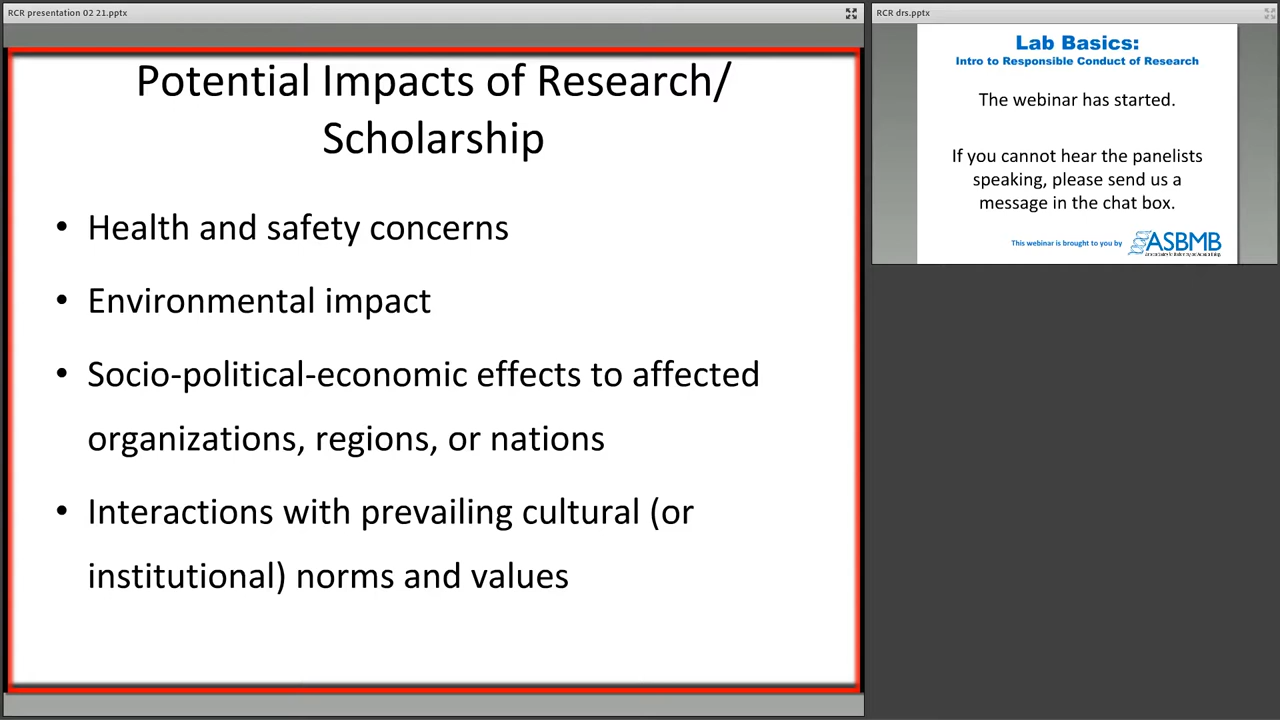 RCR presentation 02 21.pptx
Potential Impacts of Research/
Scholarship
• Health and safety concerns
• Environmental impact
• Socio-political-economic effects to affected
organizations, regions, or nations
• Interactions with prevailing cultural (or
institutional) norms and values
RCR drs.pptx
Lab Basics:
Intro to Responsible Conduct of Research
The webinar has started.
If you cannot hear the panelists
speaking, please send us a
message in the chat box.
This webinar is brought to you by
ASBMB